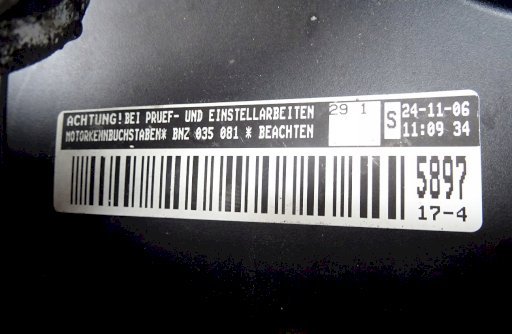 ACHTUNG! BEI PRUEF- UND EINSTELLARBEITEN
MOTORKENNBUCHSTABEN* BNZ 035 081 * BEACHTEN
29 1
S
24-11-06
11:09 34
5897
17-4